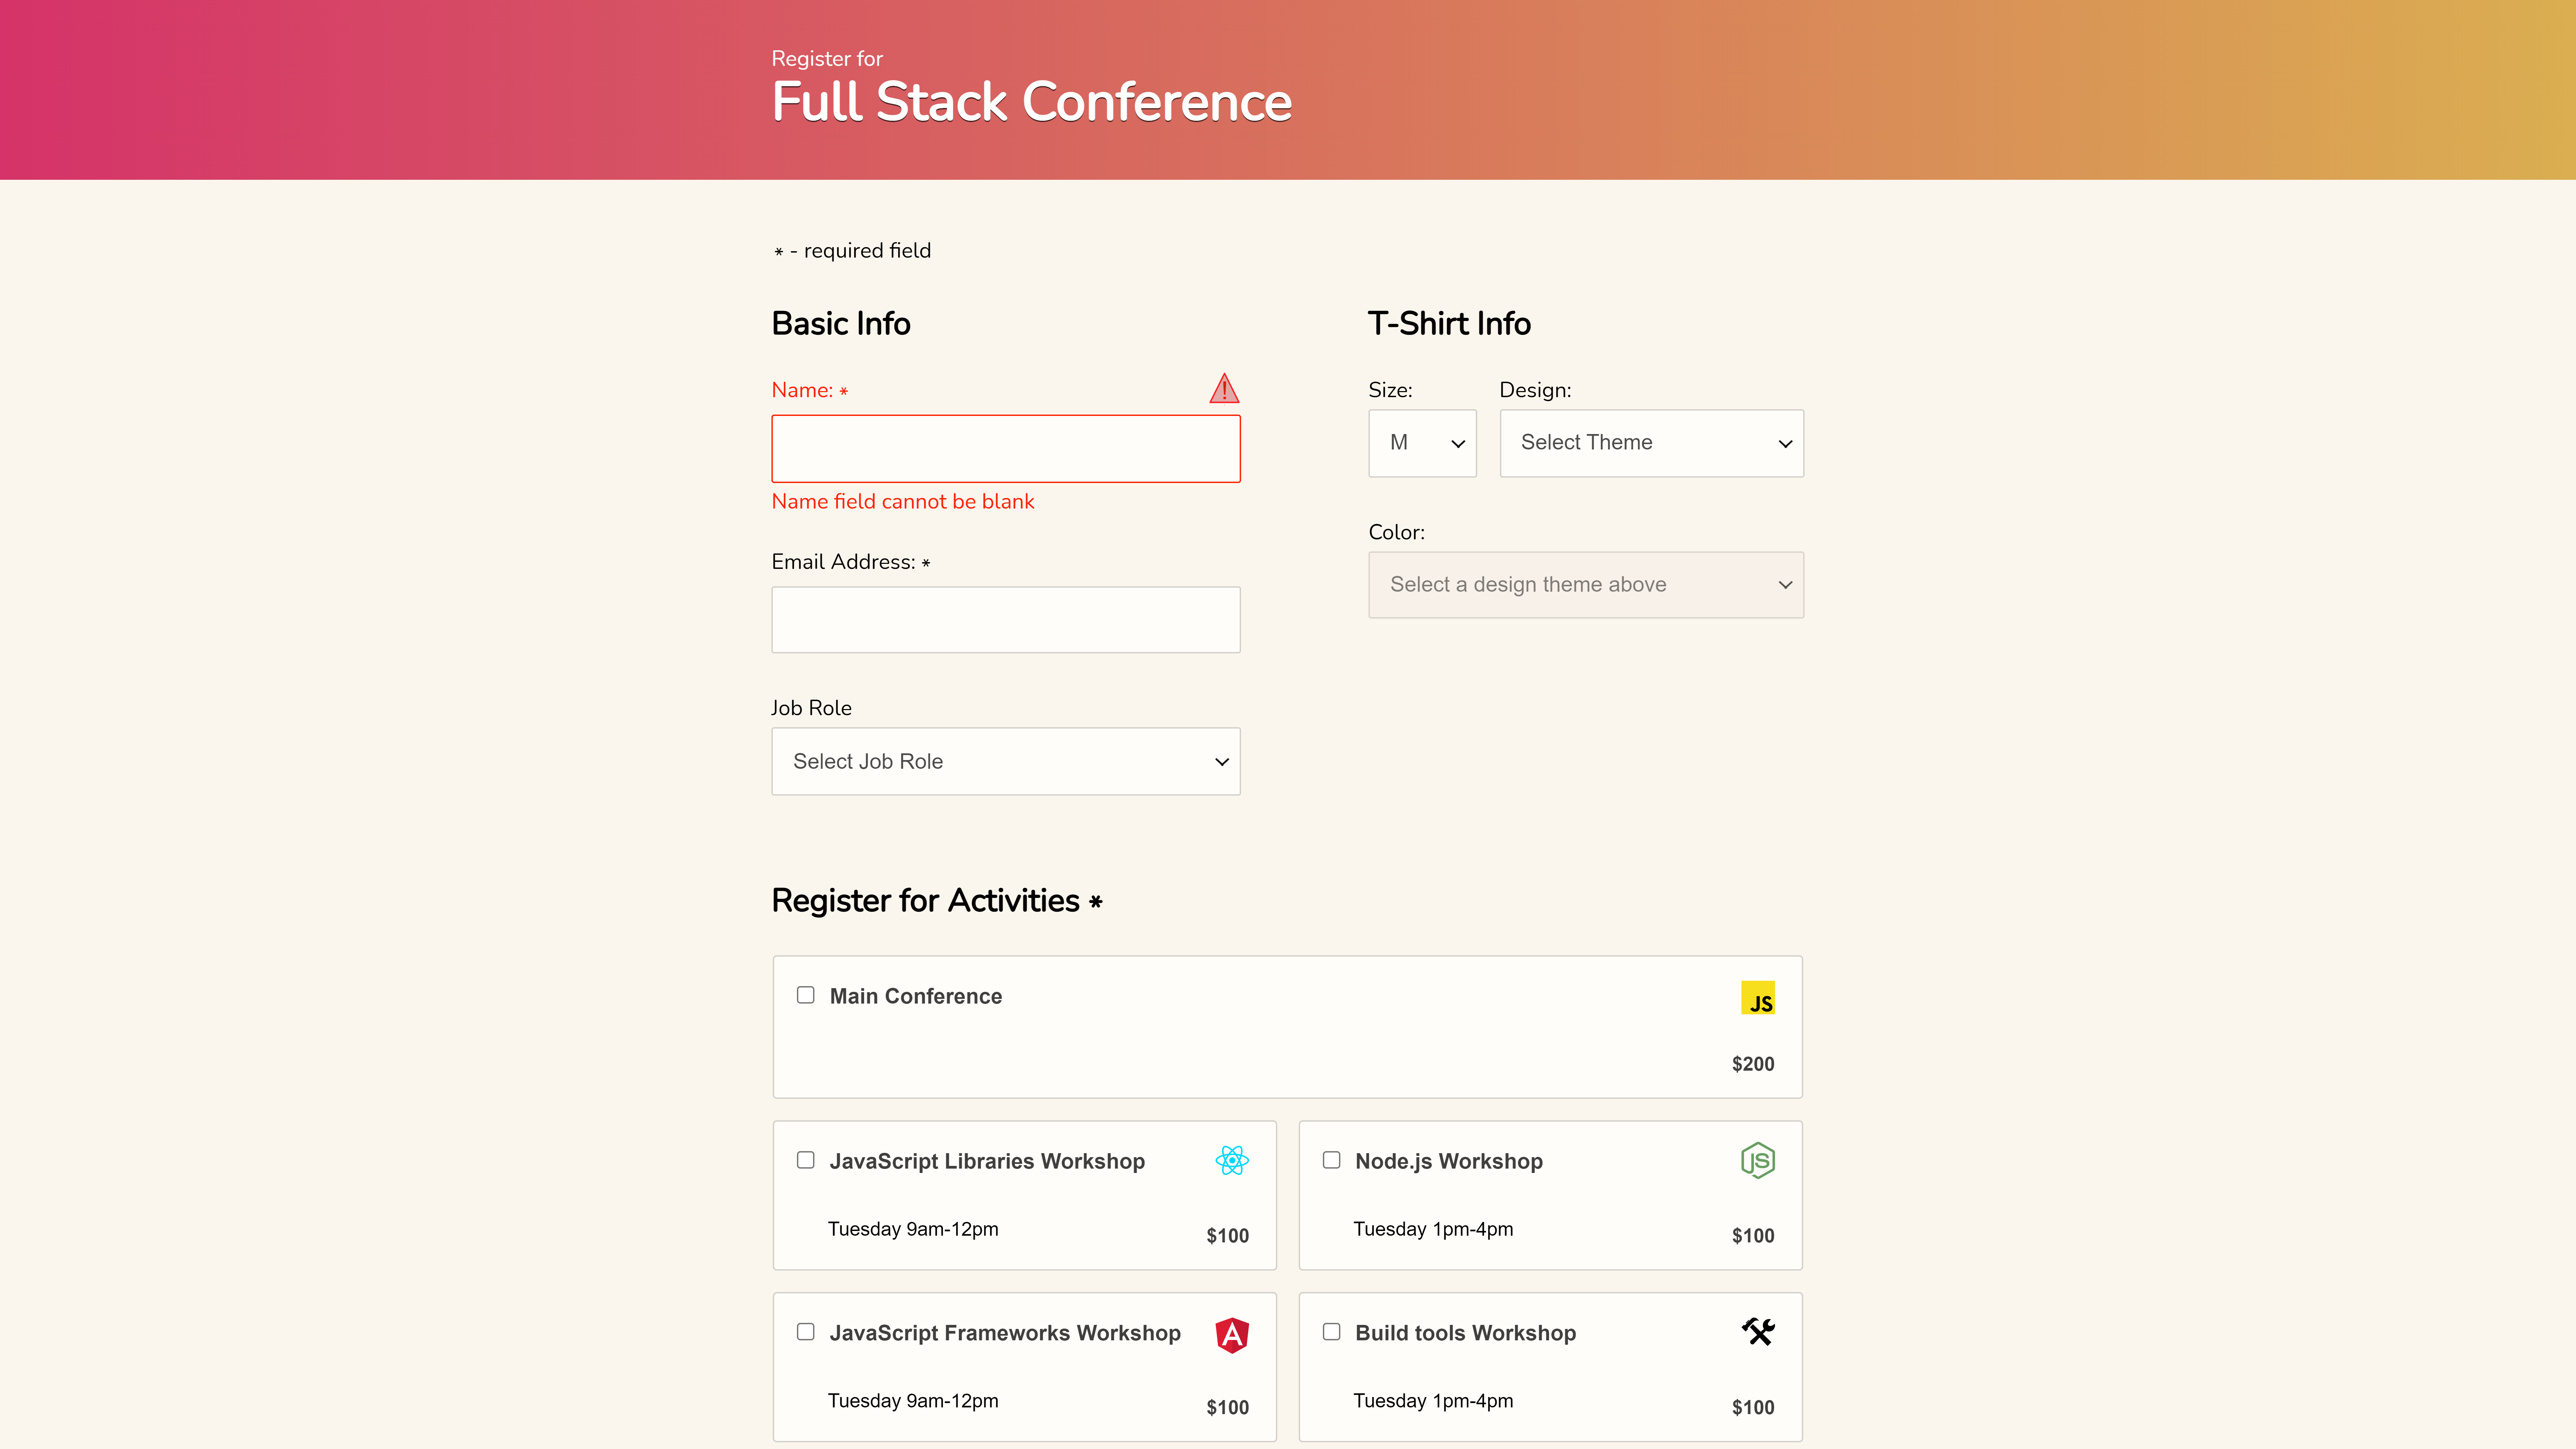 Register for
Full Stack Conference
* - required field
Basic Info
Name: *
Name field cannot be blank
Email Address: *
Job Role
Select Job Role
T-Shirt Info
Size:
Design:
M
Select Theme
Color:
Select a design theme above
Register for Activities *
Main Conference
JS
$200
JavaScript Libraries Workshop
Tuesday 9am-12pm
$100
Node.js Workshop
JS
Tuesday 1pm-4pm
$100
JavaScript Frameworks Workshop
A
Tuesday 9am-12pm
$100
Build tools Workshop
Tuesday 1pm-4pm
$100